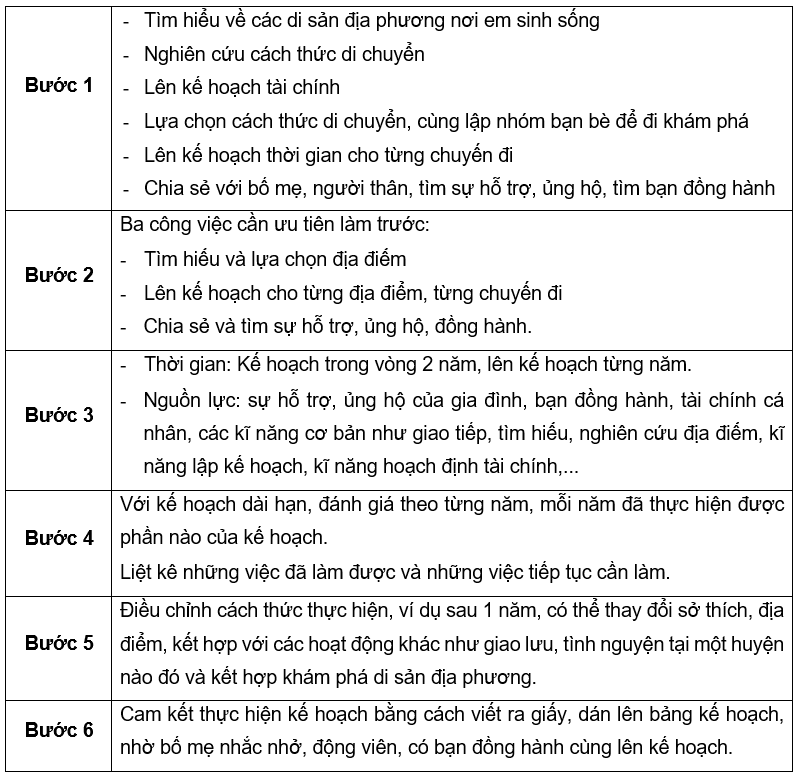 Bước 1
- Tìm hiểu về các di sản địa phương nơi em sinh sống
- Nghiên cứu cách thức di chuyển
- Lên kế hoạch tài chính
- Lựa chọn cách thức di chuyển, cùng lập nhóm bạn bè để đi khám phá
- Lên kế hoạch thời gian cho từng chuyến đi
- Chia sẻ với bố mẹ, người thân, tìm sự hỗ trợ, ủng hộ, tìm bạn đồng hành
Bước 2
Ba công việc cần ưu tiên làm trước:
- Tìm hiểu và lựa chọn địa điểm
- Lên kế hoạch cho từng địa điểm, từng chuyến đi
- Chia sẻ và tìm sự hỗ trợ, ủng hộ, đồng hành.
Bước 3
- Thời gian: Kế hoạch trong vòng 2 năm, lên kế hoạch từng năm.
- Nguồn lực: sự hỗ trợ, ủng hộ của gia đình, bạn đồng hành, tài chính cá
nhân, các kĩ năng cơ bản như giao tiếp, tìm hiểu, nghiên cứu địa điểm, kĩ
năng lập kế hoạch, kĩ năng hoạch định tài chính,...
Bước 4
Với kế hoạch dài hạn, đánh giá theo từng năm, mỗi năm đã thực hiện được
phần nào của kế hoạch.
Liệt kê những việc đã làm được và những việc tiếp tục cần làm.
Bước 5
Điều chỉnh cách thức thực hiện, ví dụ sau 1 năm, có thể thay đổi sở thích, địa
điểm, kết hợp với các hoạt động khác như giao lưu, tình nguyện tại một huyện
nào đó và kết hợp khám phá di sản địa phương.
Bước 6
Cam kết thực hiện kế hoạch bằng cách viết ra giấy, dán lên bảng kế hoạch,
nhờ bố mẹ nhắc nhở, động viên, có bạn đồng hành cùng lên kế hoạch.